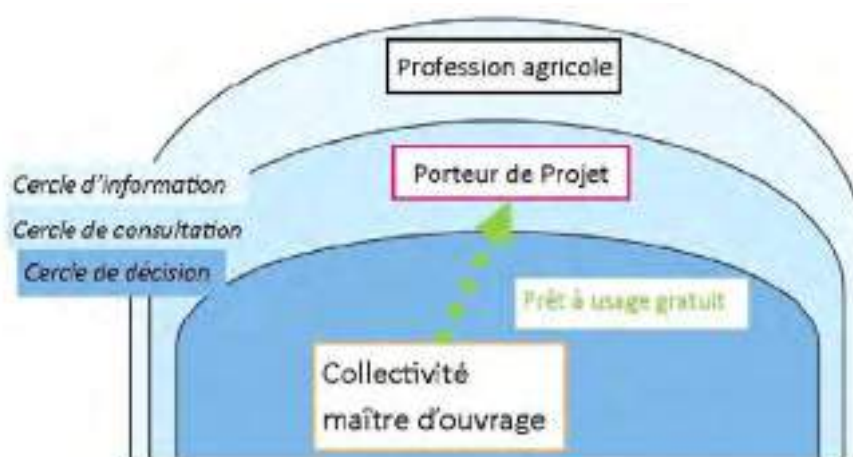 Profession agricole
Porteur de Projet
Cercle d'information
Cercle de consultation
Cercle de décision
Prêt à usage gratuit
Collectivité
maître d'ouvrage